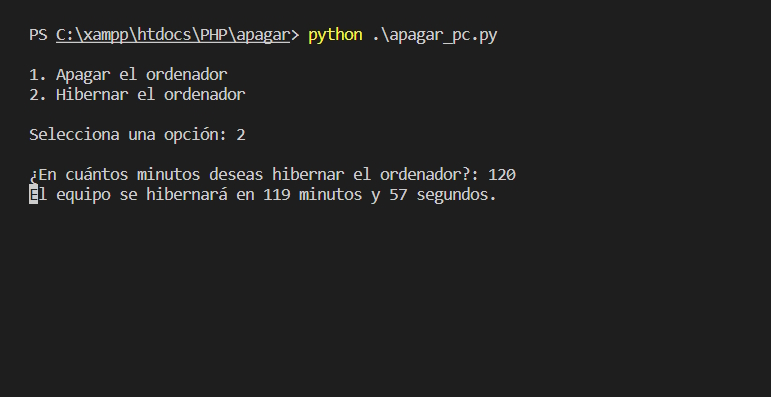 PS C:\xampp\htdocs\PHP\apagar> python .\apagar_pc.py
1. Apagar el ordenador
2. Hibernar el ordenador
Selecciona una opción: 2
¿En cuántos minutos deseas hibernar el ordenador?: 120
El equipo se hibernará en 119 minutos y 57 segundos.